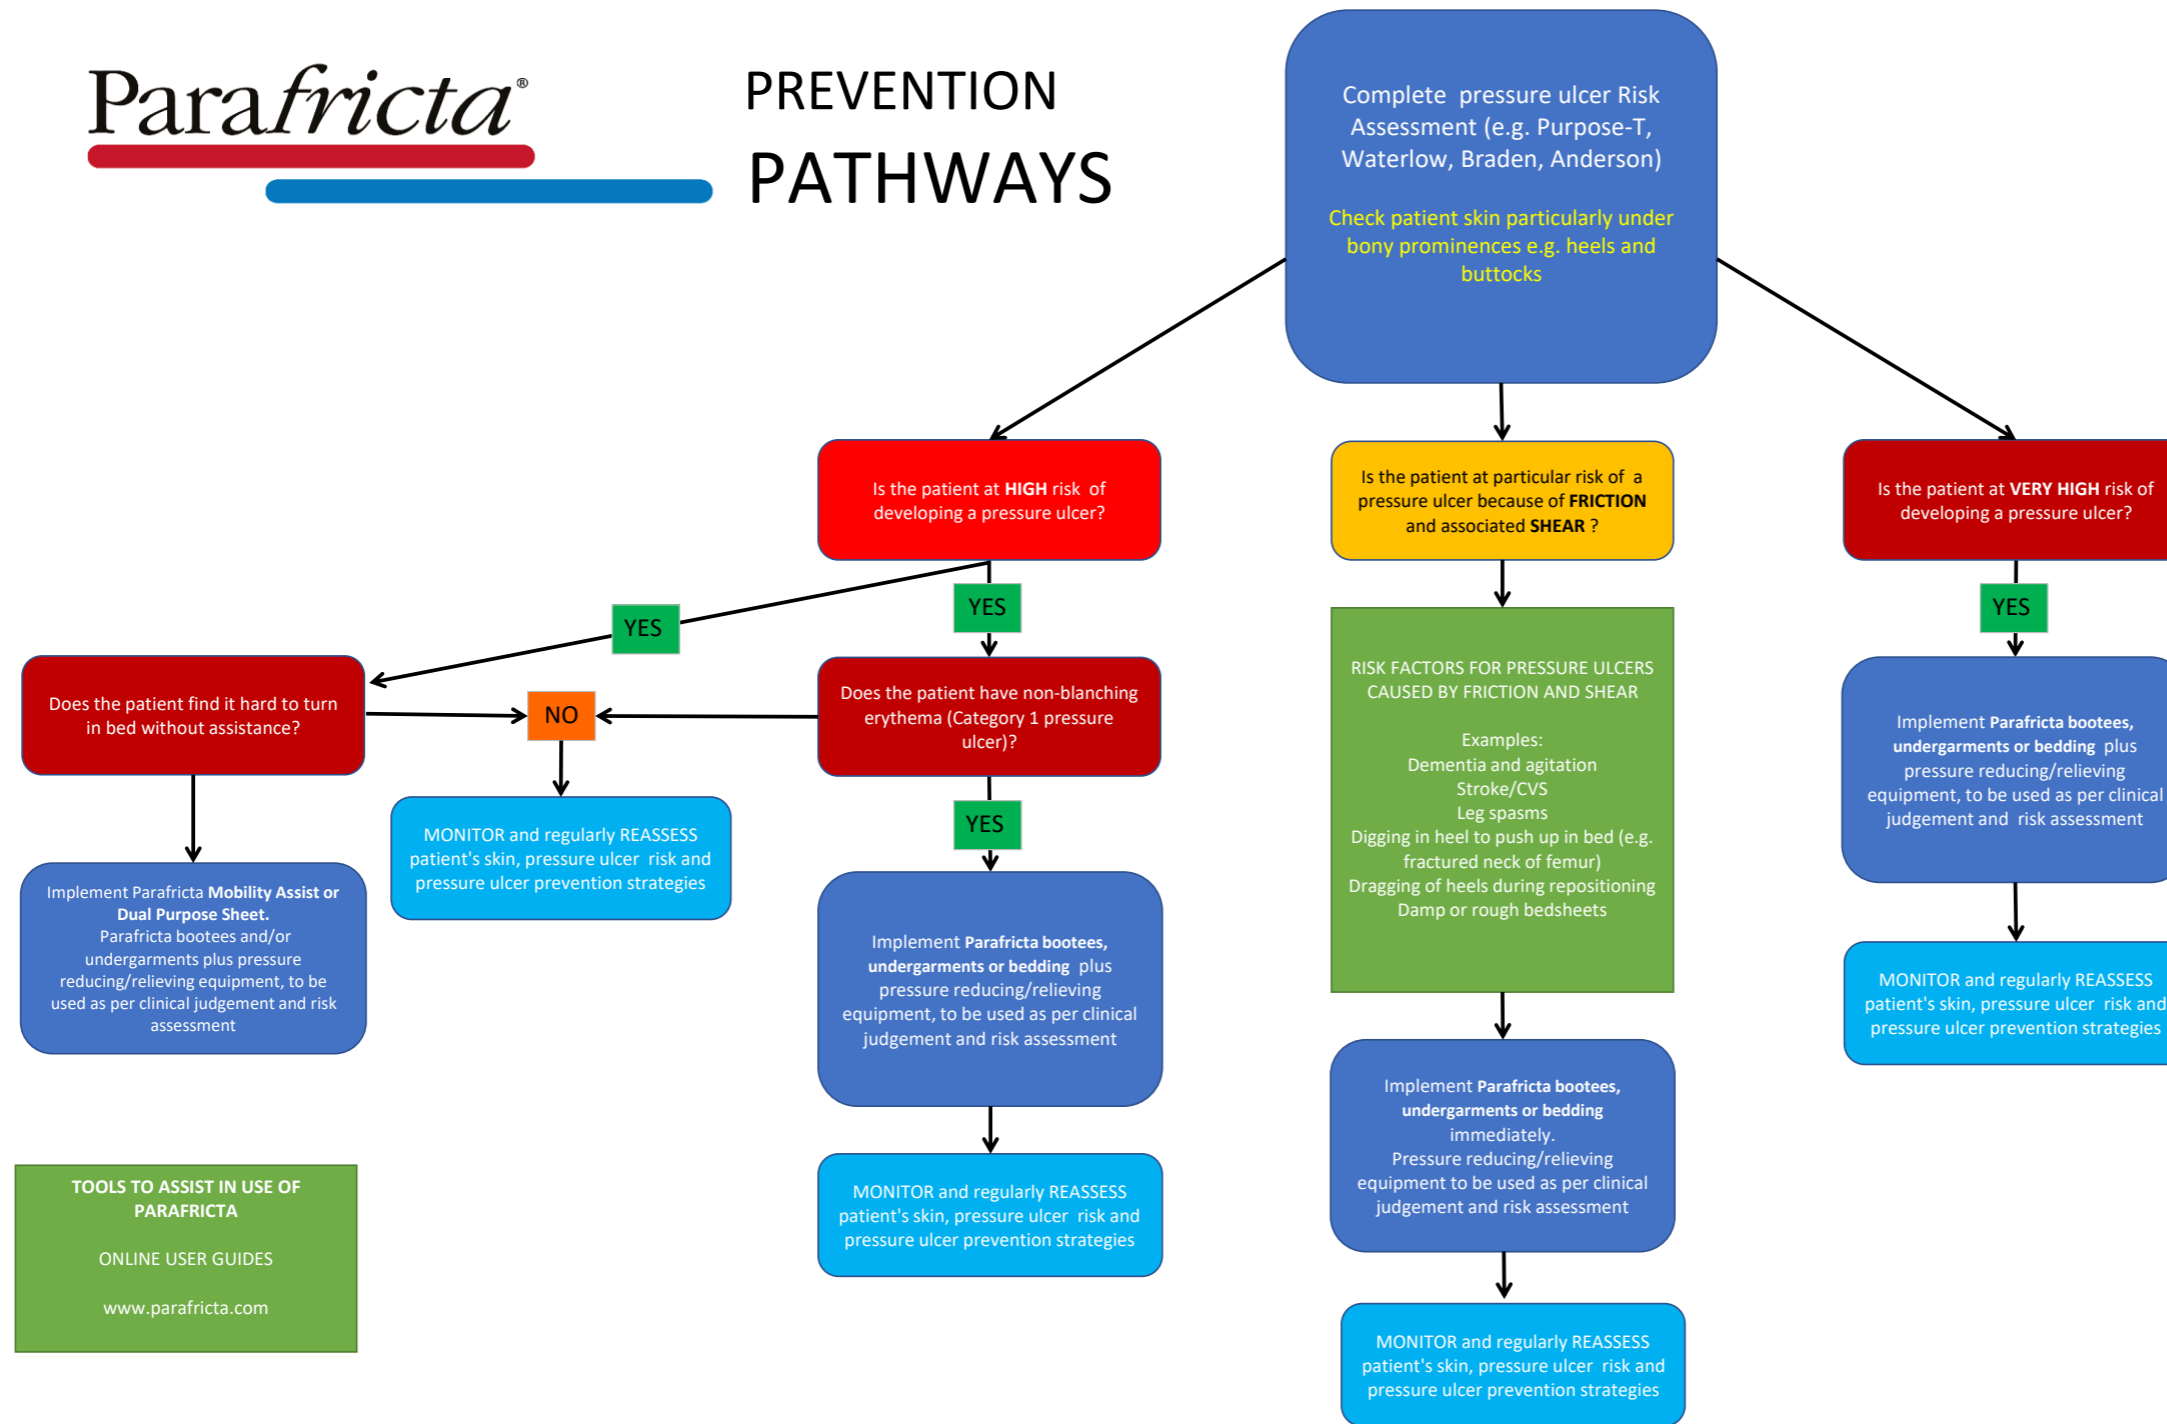 Parafricta®
PREVENTION
PATHWAYS
Complete pressure ulcer Risk
Assessment (e.g. Purpose-T,
Waterlow, Braden, Anderson)
Check patient skin particularly under
bony prominences e.g. heels and
buttocks
Is the patient at HIGH risk of
developing a pressure ulcer?
Is the patient at particular risk of a
pressure ulcer because of FRICTION
and associated SHEAR ?
Is the patient at VERY HIGH risk of
developing a pressure ulcer?
YES
YES
YES
Does the patient find it hard to turn
in bed without assistance?
NO
Does the patient have non-blanching
erythema (Category 1 pressure
ulcer)?
RISK FACTORS FOR PRESSURE ULCERS
CAUSED BY FRICTION AND SHEAR
Examples:
Dementia and agitation
Stroke/CVS
Leg spasms
Digging in heel to push up in bed (e.g.
fractured neck of femur)
Dragging of heels during repositioning
Damp or rough bedsheets
Implement Parafricta bootees,
undergarments or bedding plus
pressure reducing/relieving
equipment, to be used as per clinical
judgement and risk assessment
MONITOR and regularly REASSESS
patient's skin, pressure ulcer risk and
pressure ulcer prevention strategies
YES
Implement Parafricta Mobility Assist or
Dual Purpose Sheet.
Parafricta bootees and/or
undergarments plus pressure
reducing/relieving equipment, to be
used as per clinical judgement and risk
assessment
Implement Parafricta bootees,
undergarments or bedding plus
pressure reducing/relieving
equipment, to be used as per clinical
judgement and risk assessment
MONITOR and regularly REASSESS
patient's skin, pressure ulcer risk and
pressure ulcer prevention strategies
Implement Parafricta bootees,
undergarments or bedding
immediately.
Pressure reducing/relieving
equipment to be used as per clinical
judgement and risk assessment
MONITOR and regularly REASSESS
patient's skin, pressure ulcer risk and
pressure ulcer prevention strategies
TOOLS TO ASSIST IN USE OF
PARAFRICTA
ONLINE USER GUIDES
www.parafricta.com
MONITOR and regularly REASSESS
patient's skin, pressure ulcer risk and
pressure ulcer prevention strategies